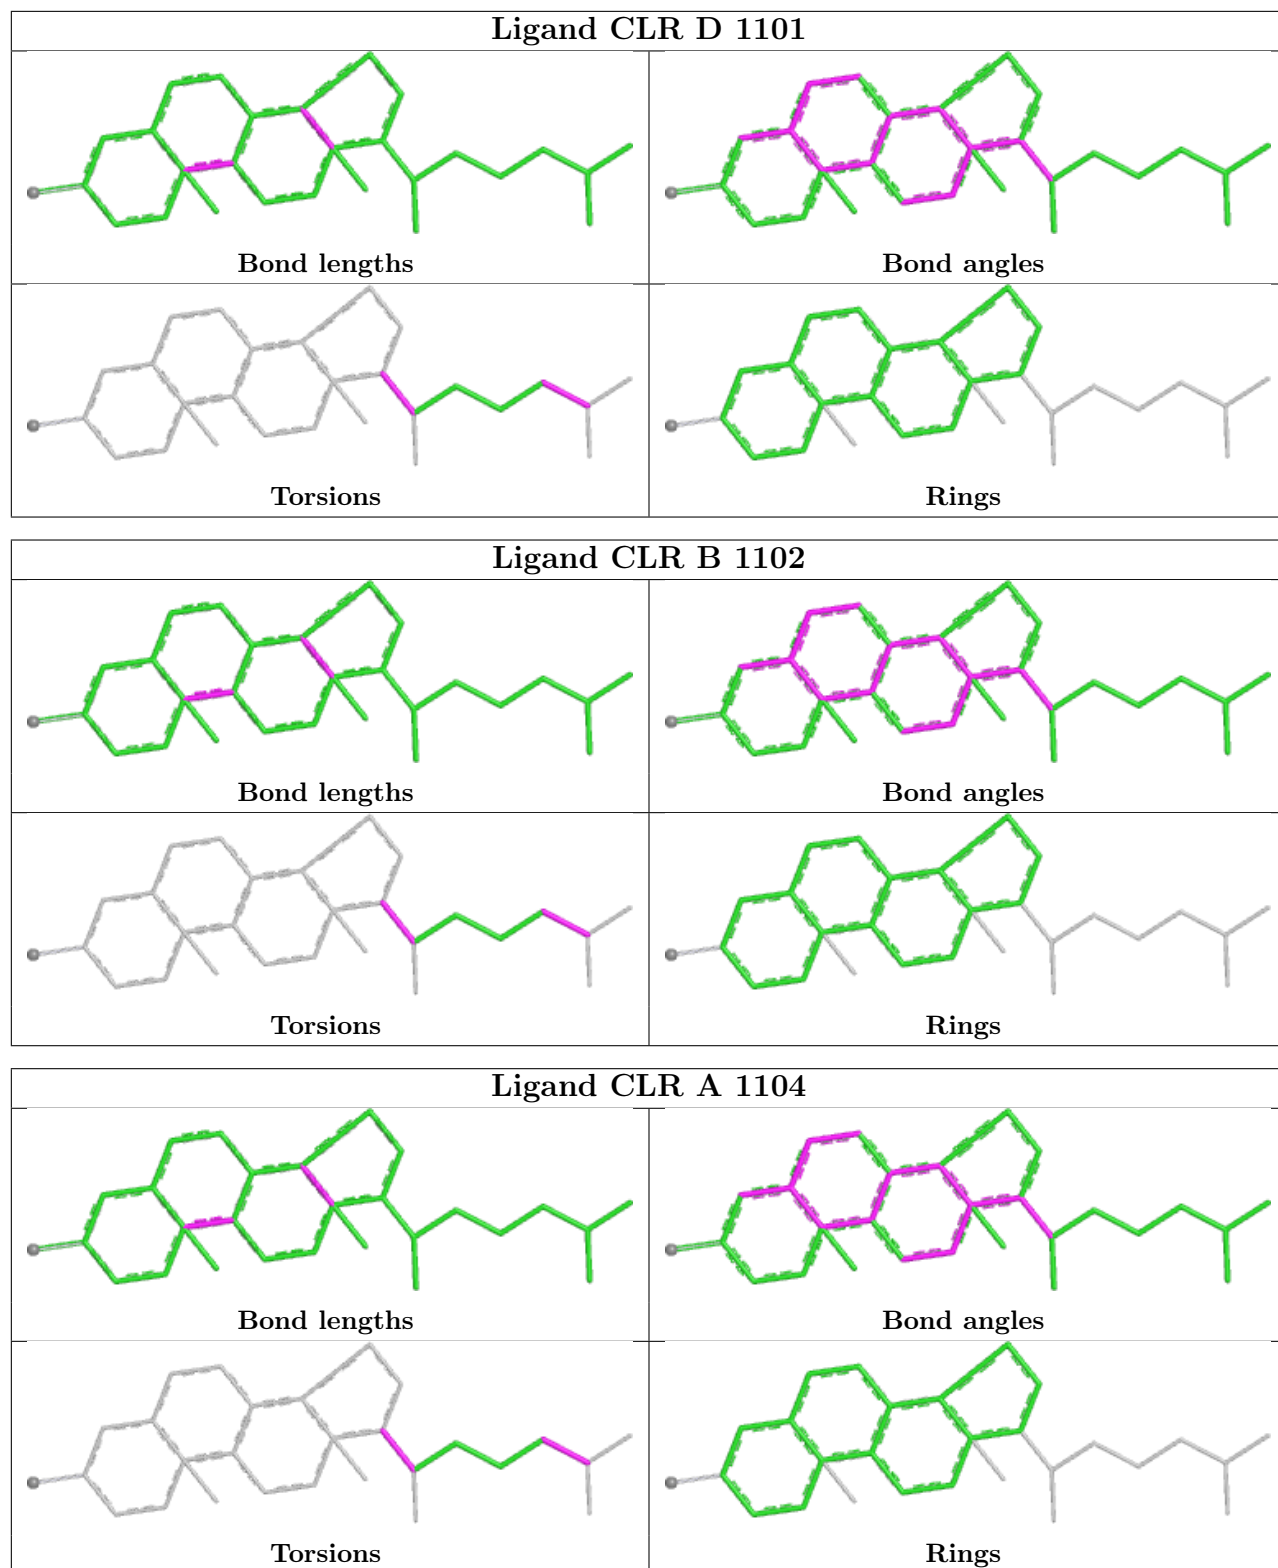 Ligand CLR D 1101
Bond lengths
Bond angles
Torsions
Rings
Ligand CLR B 1102
Bond lengths
Bond angles
Torsions
Rings
Ligand CLR A 1104
Bond lengths
Bond angles
Torsions
Rings